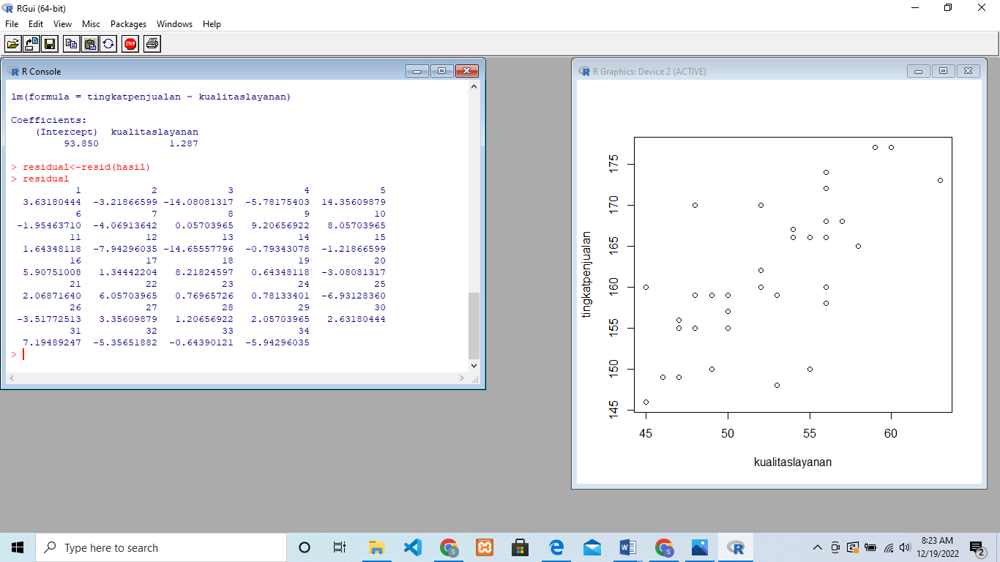 RGui (64-bit)
File Edit View Misc Packages Windows Help
STOP
R Console
lm(formula = tingkatpenjualan ~ kualitaslayanan)
Coefficients:
(Intercept) kualitaslayanan
93.850 1.287
> residual<-resid(hasil)
> residual
1 2 3 4 5
3.63180444 -3.21866599 -14.08081317 -5.78175403 14.35609879
6 7 8 9 10
-1.95463710 -4.06913642 0.05703965 9.20656922 8.05703965
11 12 13 14 15
1.64348118 -7.94296035 -14.65557796 -0.79343078 -1.21866599
16 17 18 19 20
5.90751008 1.34442204 8.21824597 0.64348118 -3.08081317
21 22 23 24 25
2.06871640 6.05703965 0.76965726 0.78133401 -6.93128360
26 27 28 29 30
-3.51772513 3.35609879 1.20656922 2.05703965 2.63180444
31 32 33 34
7.19489247 -5.35651882 -0.64390121 -5.94296035
>
R Graphics: Device 2 (ACTIVE)
tingkatpenjualan
175
170
165
160
155
150
145
45 50 55 60
kualitaslayanan
Type here to search
8:23 AM
12/19/2022
2